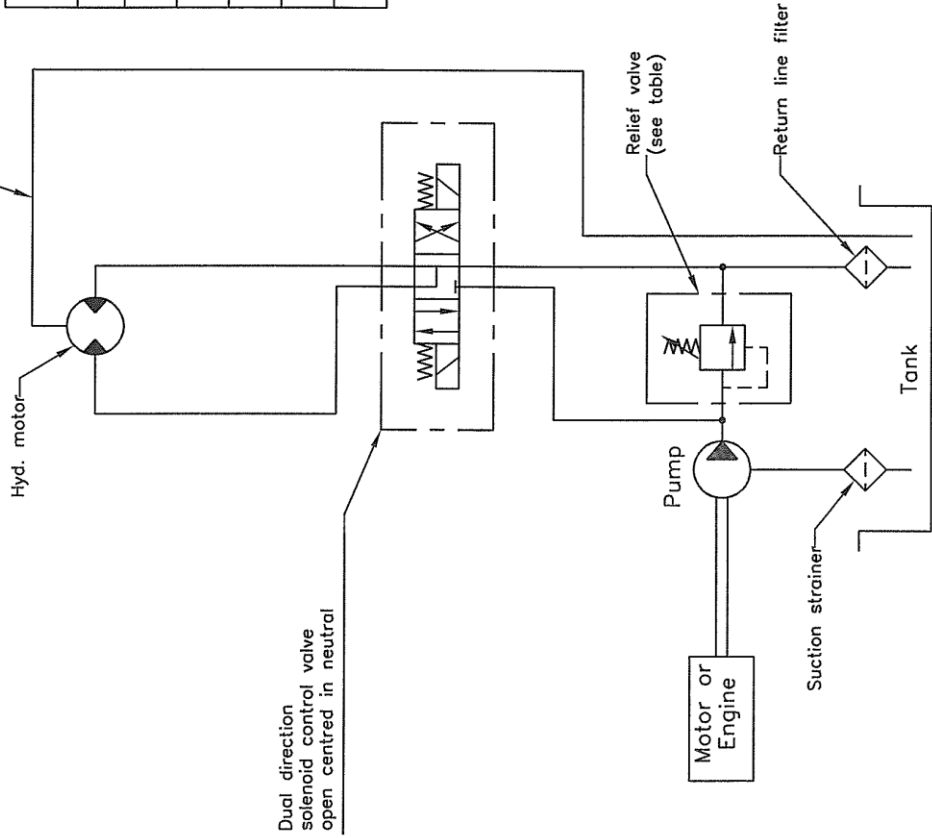 Hyd. motor
Dual direction
solenoid control valve
open centred in neutral
Relief valve
(see table)
Return line filter
Pump
Tank
Motor or
Engine
Suction strainer